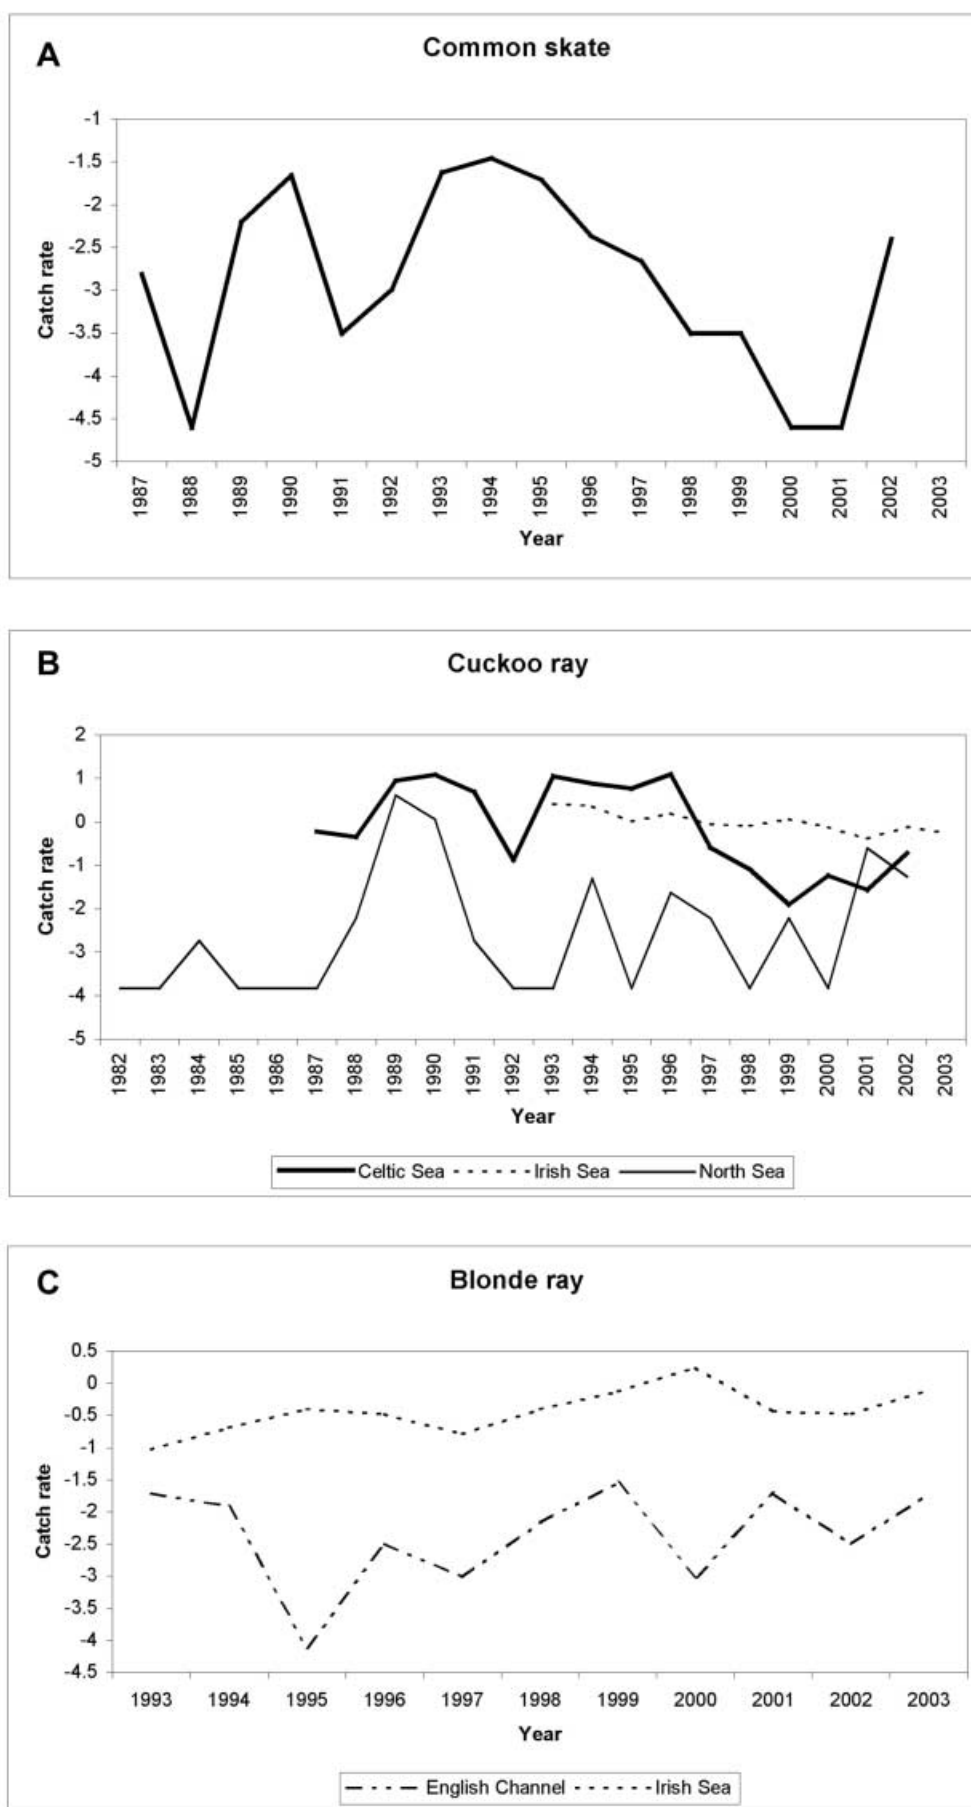 A
Common skate
-1
-1.5
-2
-2.5
-3
-3.5
-4
-4.5
-5
Catch rate
1987 1988 1989 1990 1991 1992 1993 1994 1995 1996 1997 1998 1999 2000 2001 2002 2003
Year
B
Cuckoo ray
2
1
0
-1
-2
-3
-4
-5
Catch rate
1982 1983 1984 1985 1986 1987 1988 1989 1990 1991 1992 1993 1994 1995 1996 1997 1998 1999 2000 2001 2002 2003
Year
Celtic Sea Irish Sea North Sea
C
Blonde ray
0.5
0
-0.5
-1
-1.5
-2
-2.5
-3
-3.5
-4
-4.5
Catch rate
1993 1994 1995 1996 1997 1998 1999 2000 2001 2002 2003
Year
English Channel Irish Sea